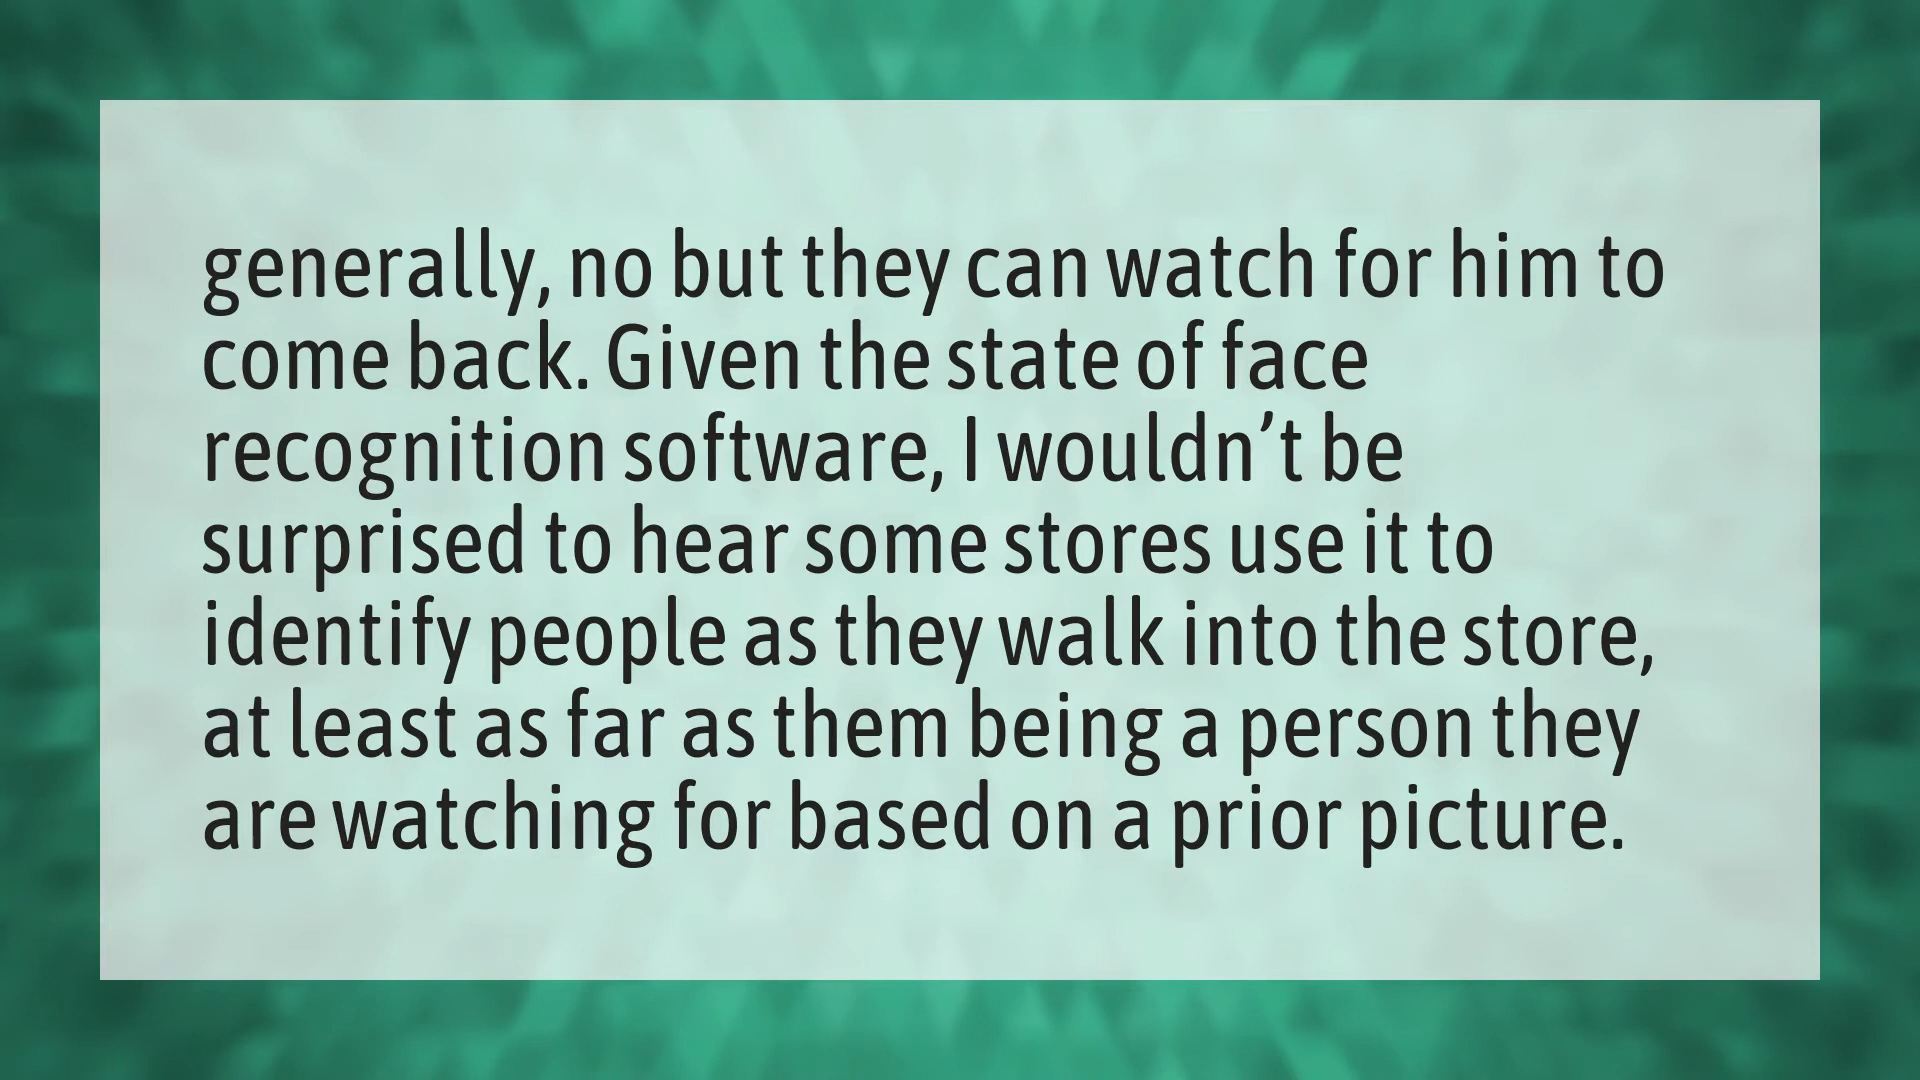 generally, no but they can watch for him to
come back. Given the state of face
recognition software, I wouldn’t be
surprised to hear some stores use it to
identify people as they walk into the store,
at least as far as them being a person they
are watching for based on a prior picture.